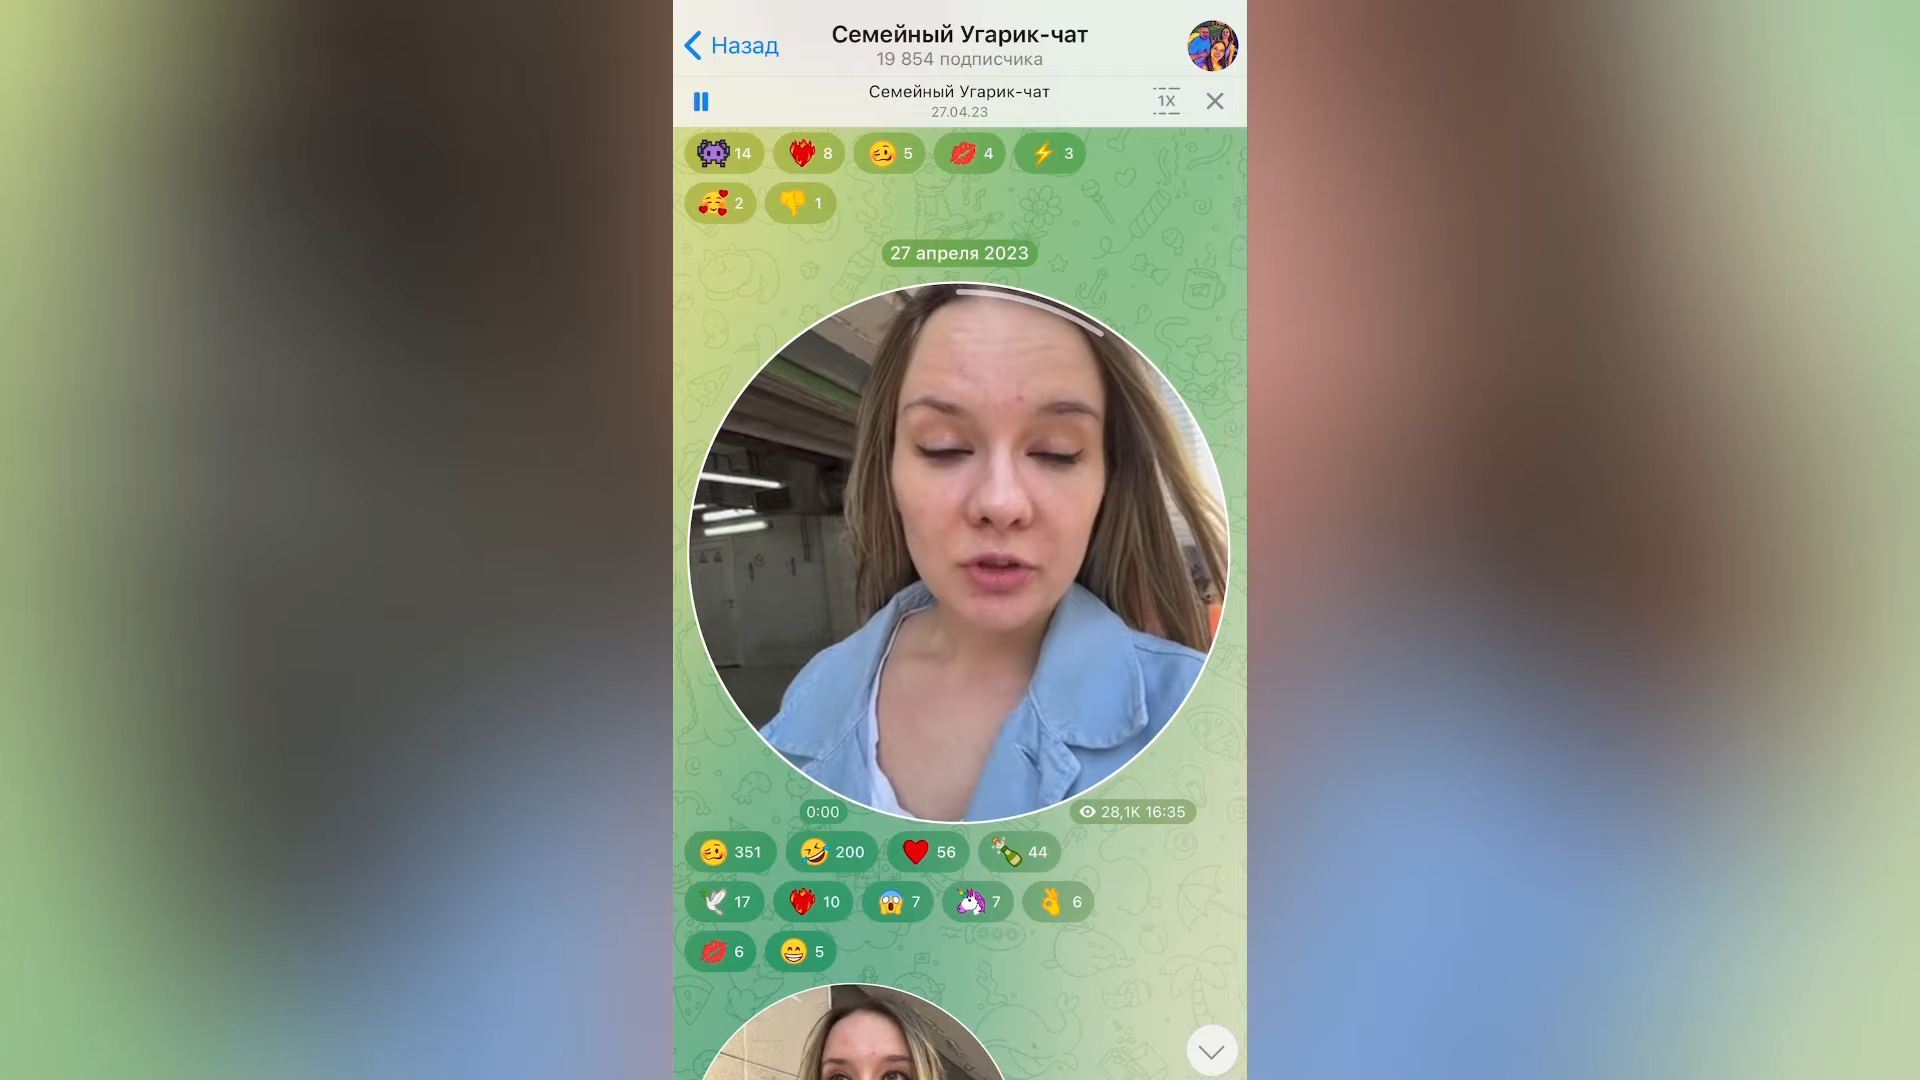 Назад
Семейный Угарик-чат
19 854 подписчика
Семейный Угарик-чат
27.04.23
1X
14 8 5 4 3
2 1
27 апреля 2023
0:00
28,1K 16:35
351 200 56 44
17 10 7 7 6
6 5